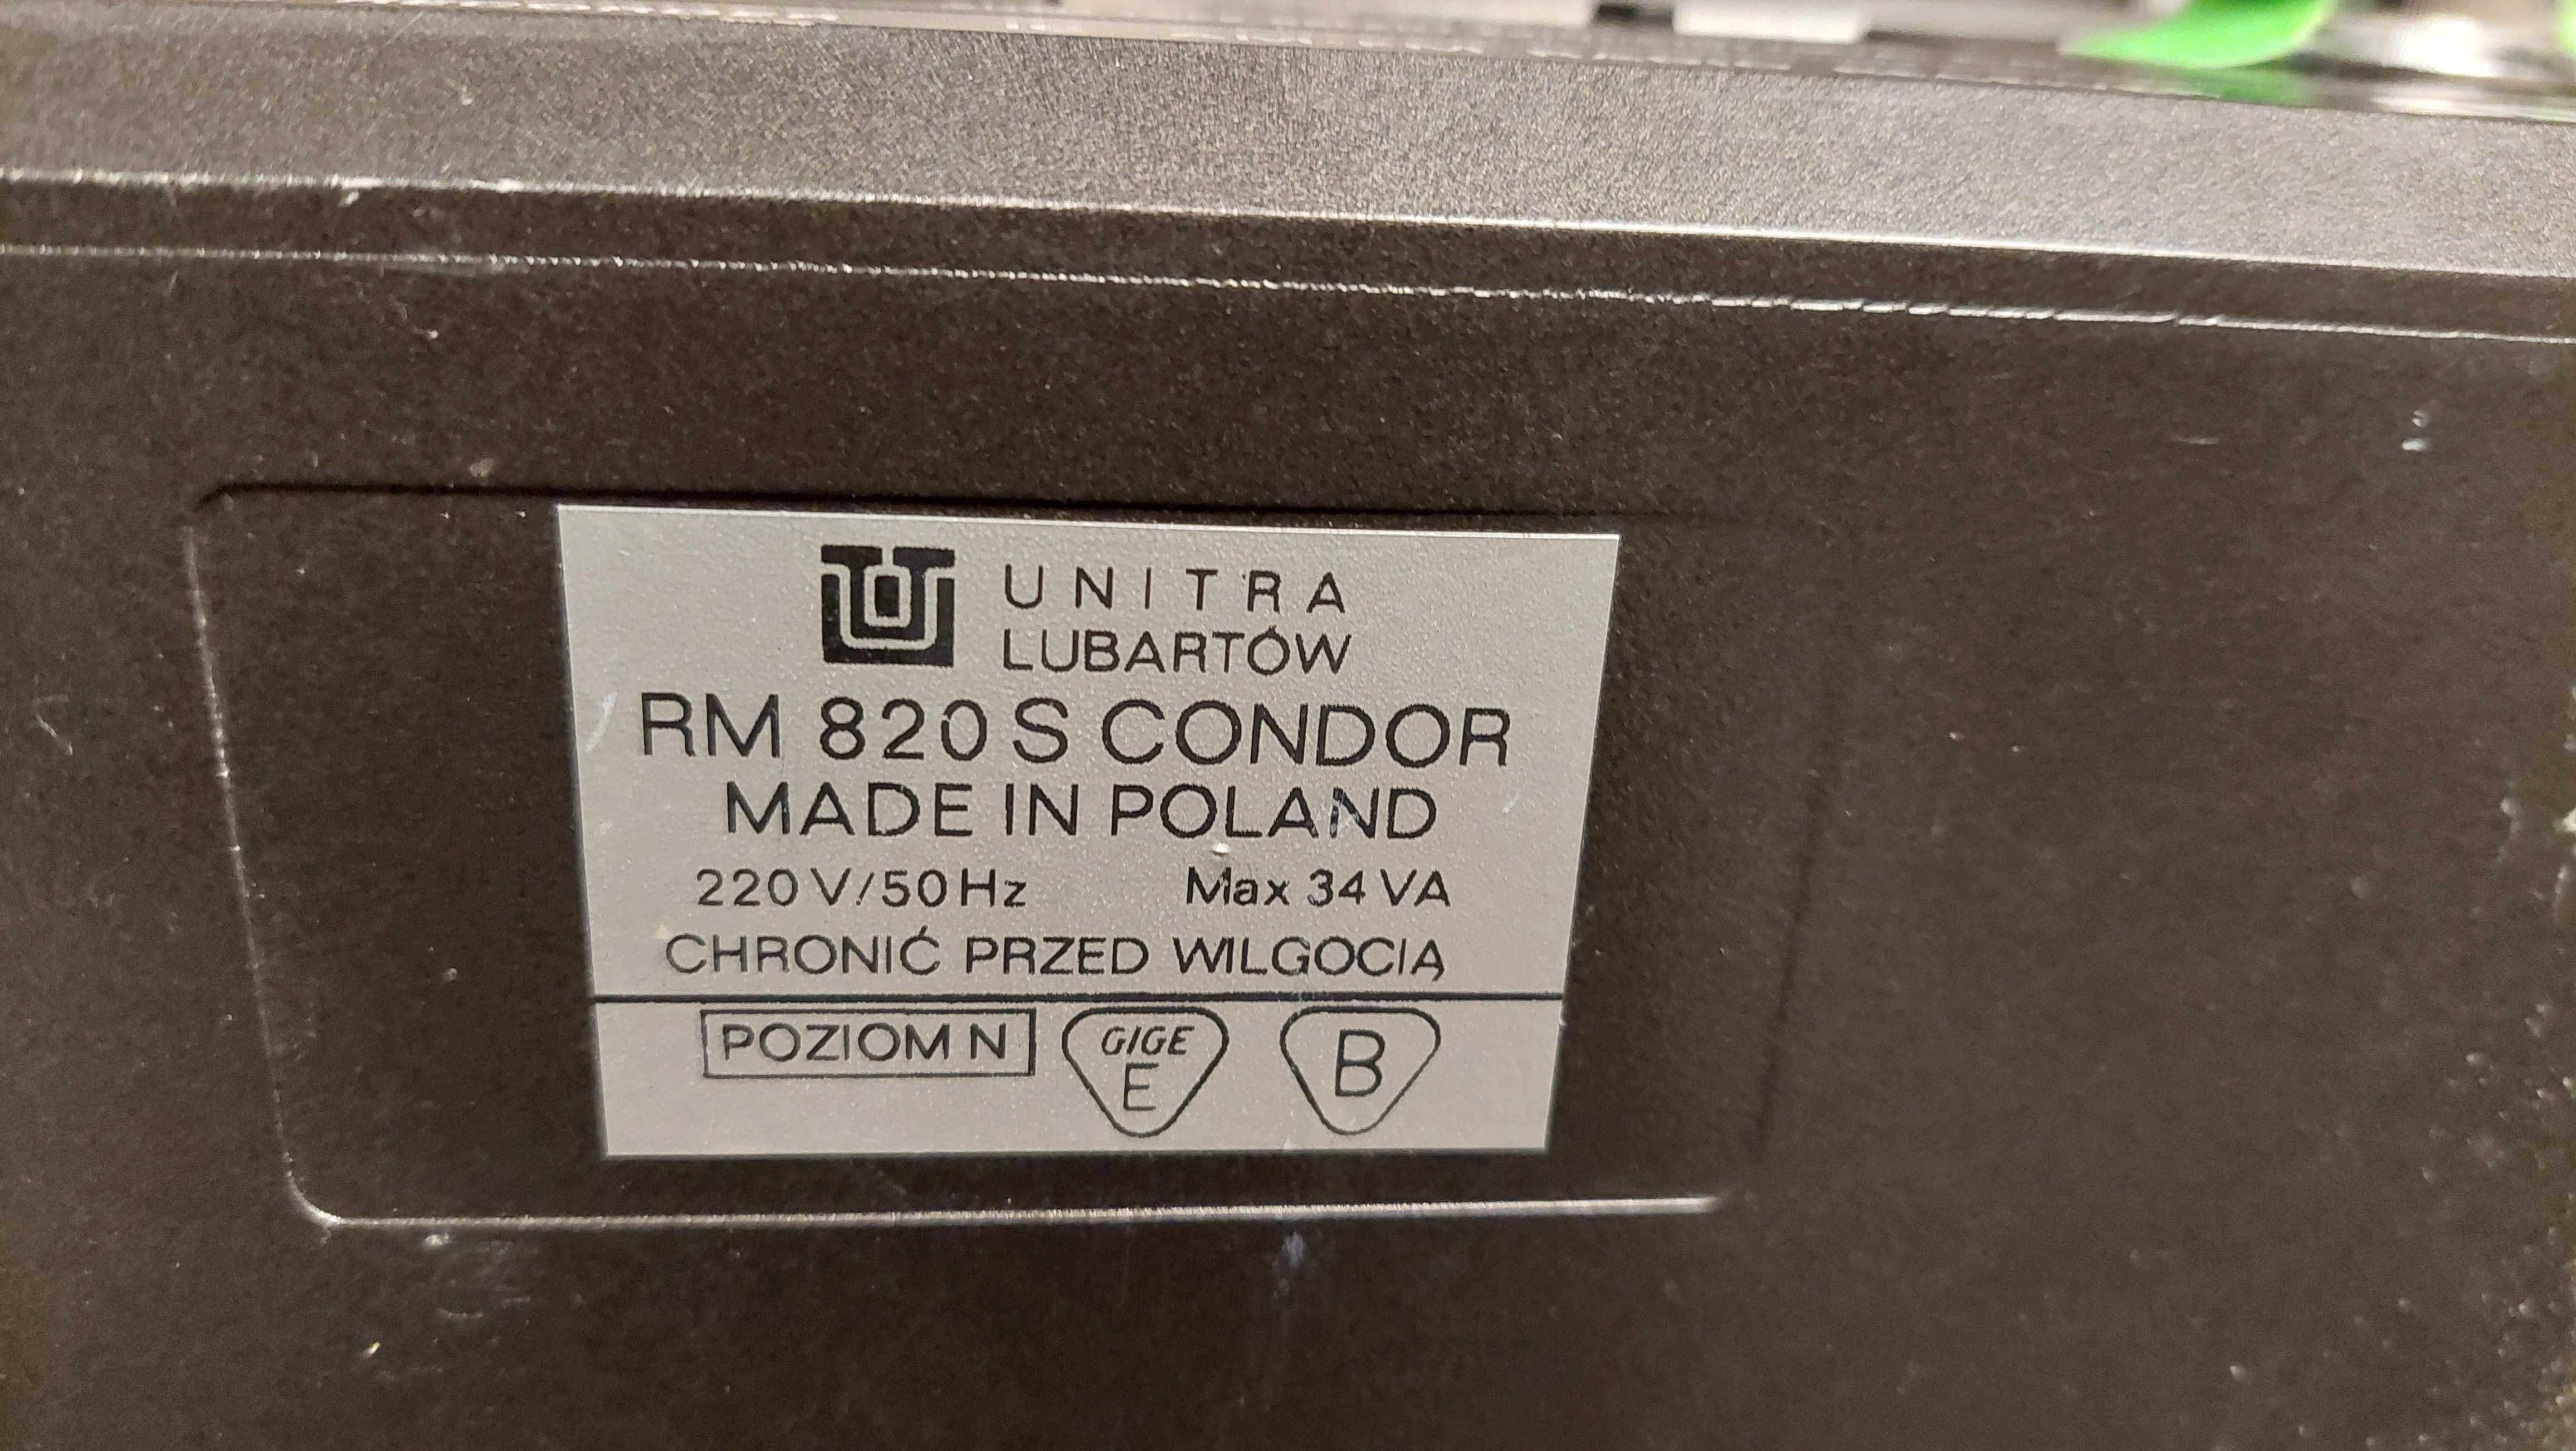 UNITRA
LUBARTÓW
RM 820 S CONDOR
MADE IN POLAND
220 V/50 Hz Max 34 VA
CHRONIĆ PRZED WILGOCIĄ
POZIOM N GIGE B
E